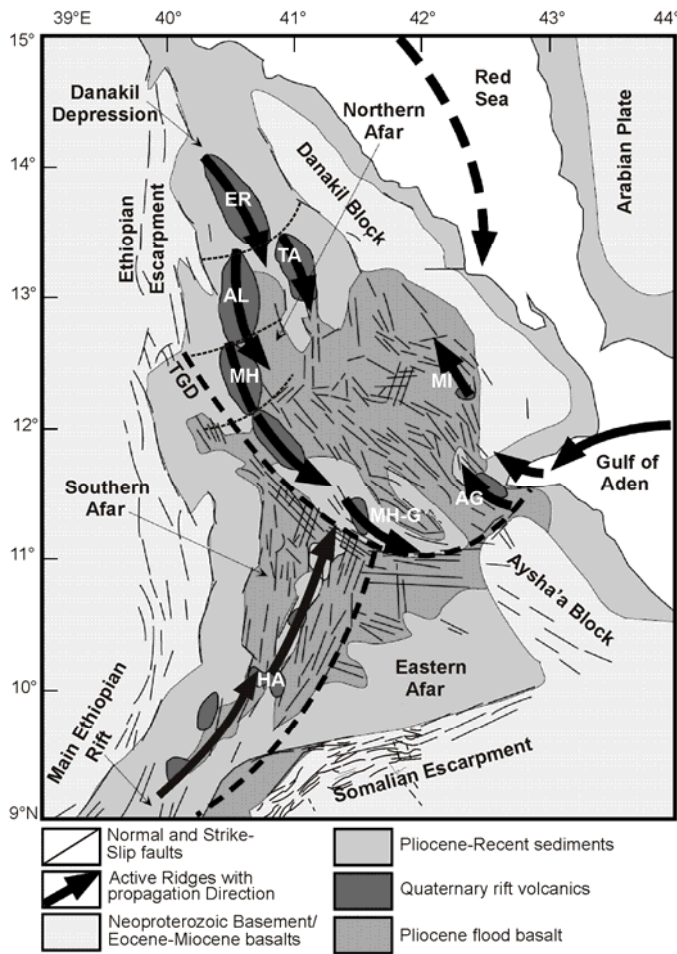 39°E 40° 41° 42° 43° 44°
15°
14°
13°
12°
11°
10°
9°N
Red
Sea
Arabian Plate
Danakil
Depression
Northern
Afar
Danakil Block
Ethiopian
Escarpment
ER
TA
AL
MH
TGD
MI
Gulf of
Aden
AG
MH-G
Southern
Afar
Aysha'a Block
HA
Eastern
Afar
Main Ethiopian
Rift
Somalian Escarpment
Normal and Strike-
Slip faults
Active Ridges with
propagation Direction
Neoproterozoic Basement/
Eocene-Miocene basalts
Pliocene-Recent sediments
Quaternary rift volcanics
Pliocene flood basalt